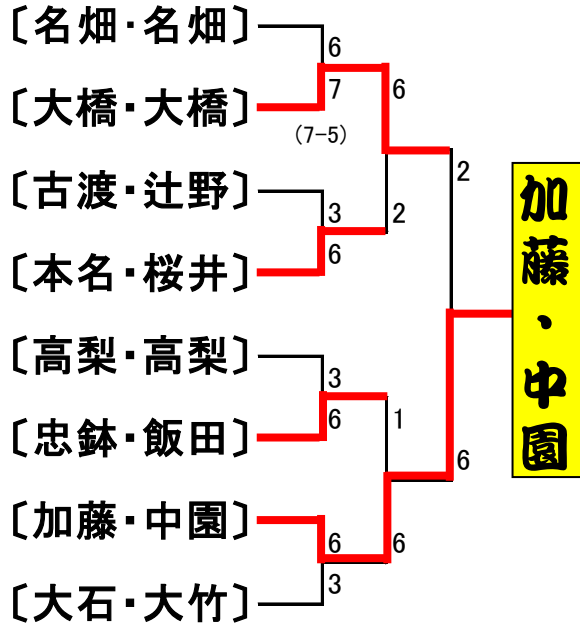 〔名畑・名畑〕
6
7
6
〔大橋・大橋〕
(7-5)
2
〔古渡・辻野〕
3
2
6
〔本名・桜井〕
加藤・中園
〔高梨・高梨〕
3
6
1
〔忠鉢・飯田〕
6
〔加藤・中園〕
6
6
3
〔大石・大竹〕